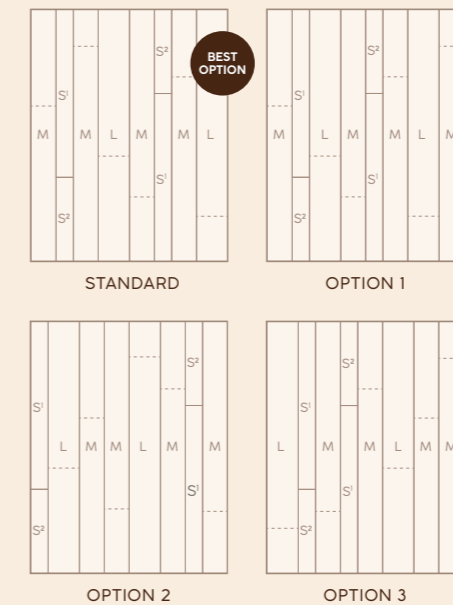 S²
BEST
OPTION
S¹
M M L M M L
S¹
S²
STANDARD
S²
S¹
M L M M L M
S¹
S²
OPTION 1
S²
S¹
L M M L M M
S¹
S²
OPTION 2
S²
S¹
L M M L M M
S¹
S²
OPTION 3